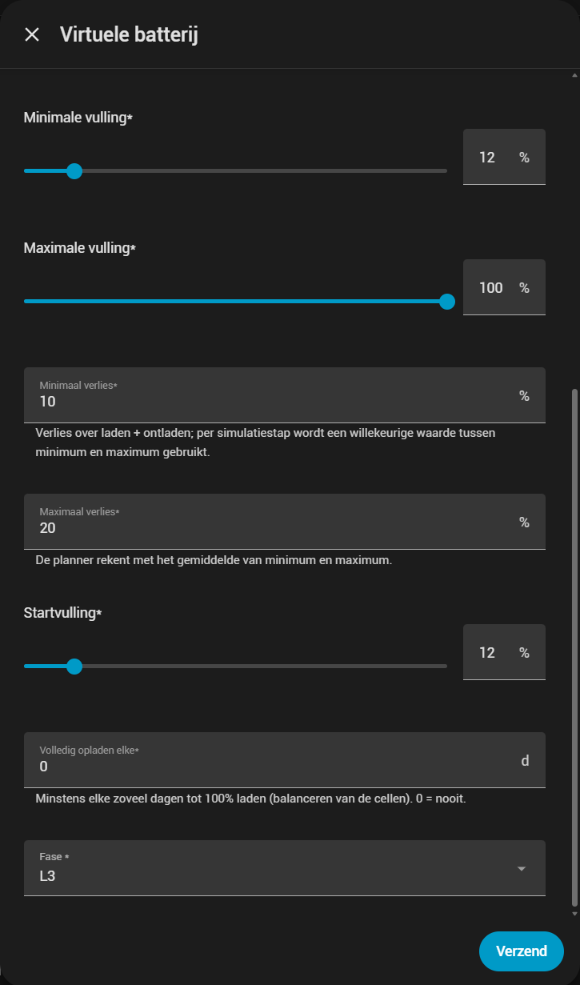 Virtuele batterij
Minimale vulling*
12 %
Maximale vulling*
100 %
Minimaal verlies*
10 %
Verlies over laden + ontladen; per simulatiestap wordt een willekeurige waarde tussen
minimum en maximum gebruikt.
Maximaal verlies*
20 %
De planner rekent met het gemiddelde van minimum en maximum.
Startvulling*
12 %
Volledig opladen elke*
0 d
Minstens elke zoveel dagen tot 100% laden (balanceren van de cellen). 0 = nooit.
Fase *
L3
Verzend